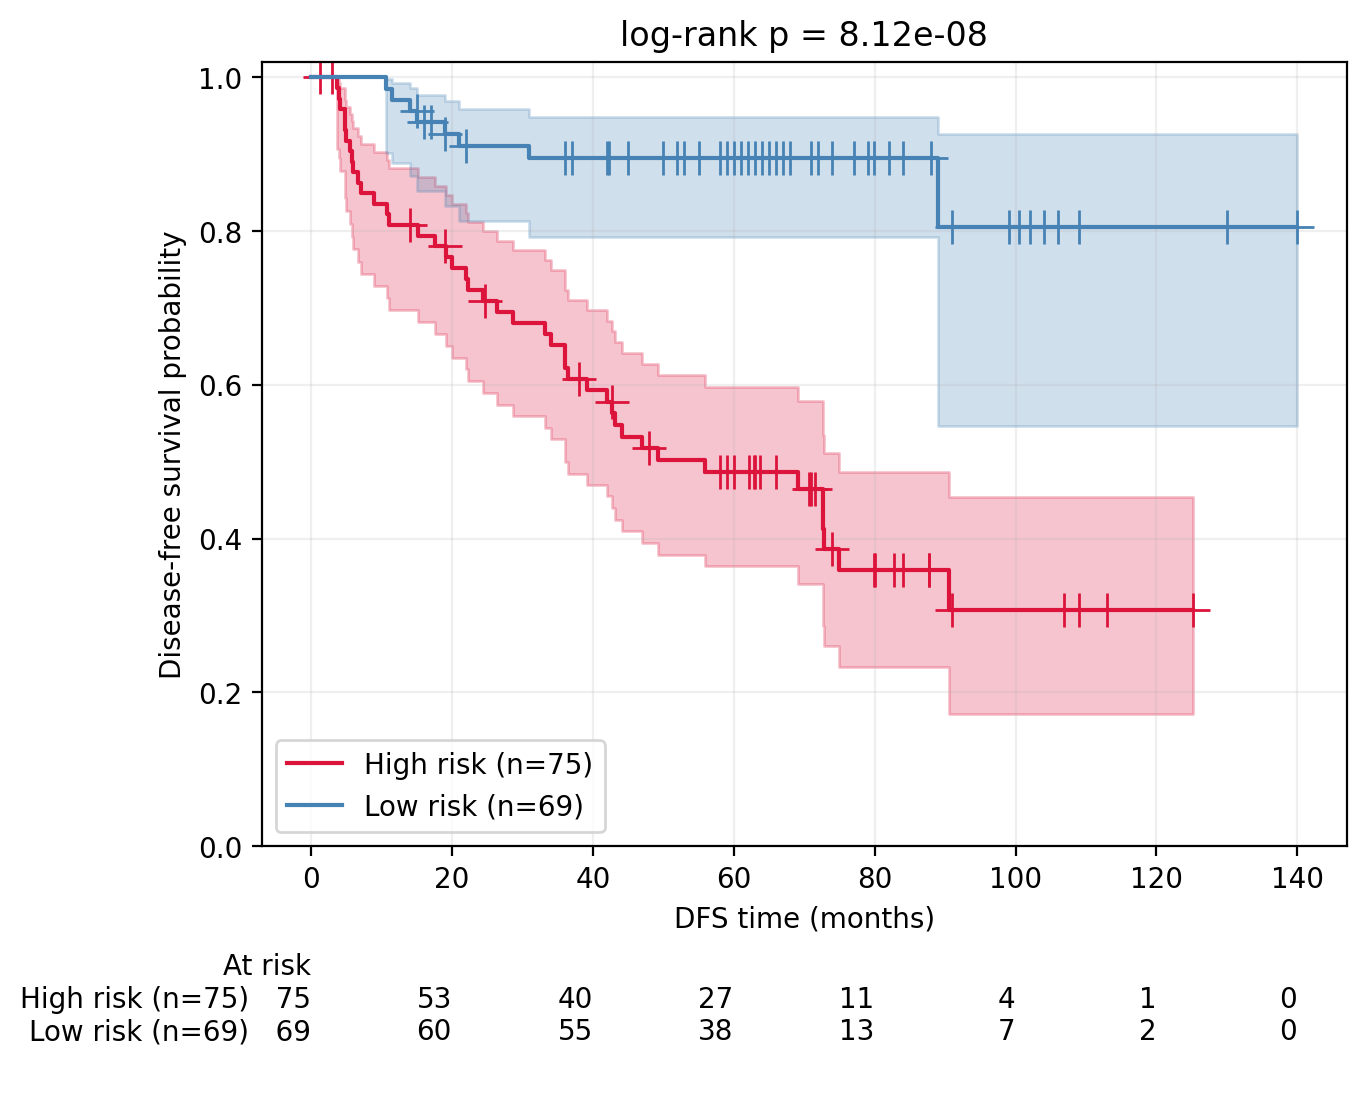 log-rank p = 8.12e-08
1.0
0.8
0.6
0.4
0.2
0.0
Disease-free survival probability
High risk (n=75)
Low risk (n=69)
0 20 40 60 80 100 120 140
DFS time (months)
At risk
High risk (n=75) 75 53 40 27 11 4 1 0
Low risk (n=69) 69 60 55 38 13 7 2 0